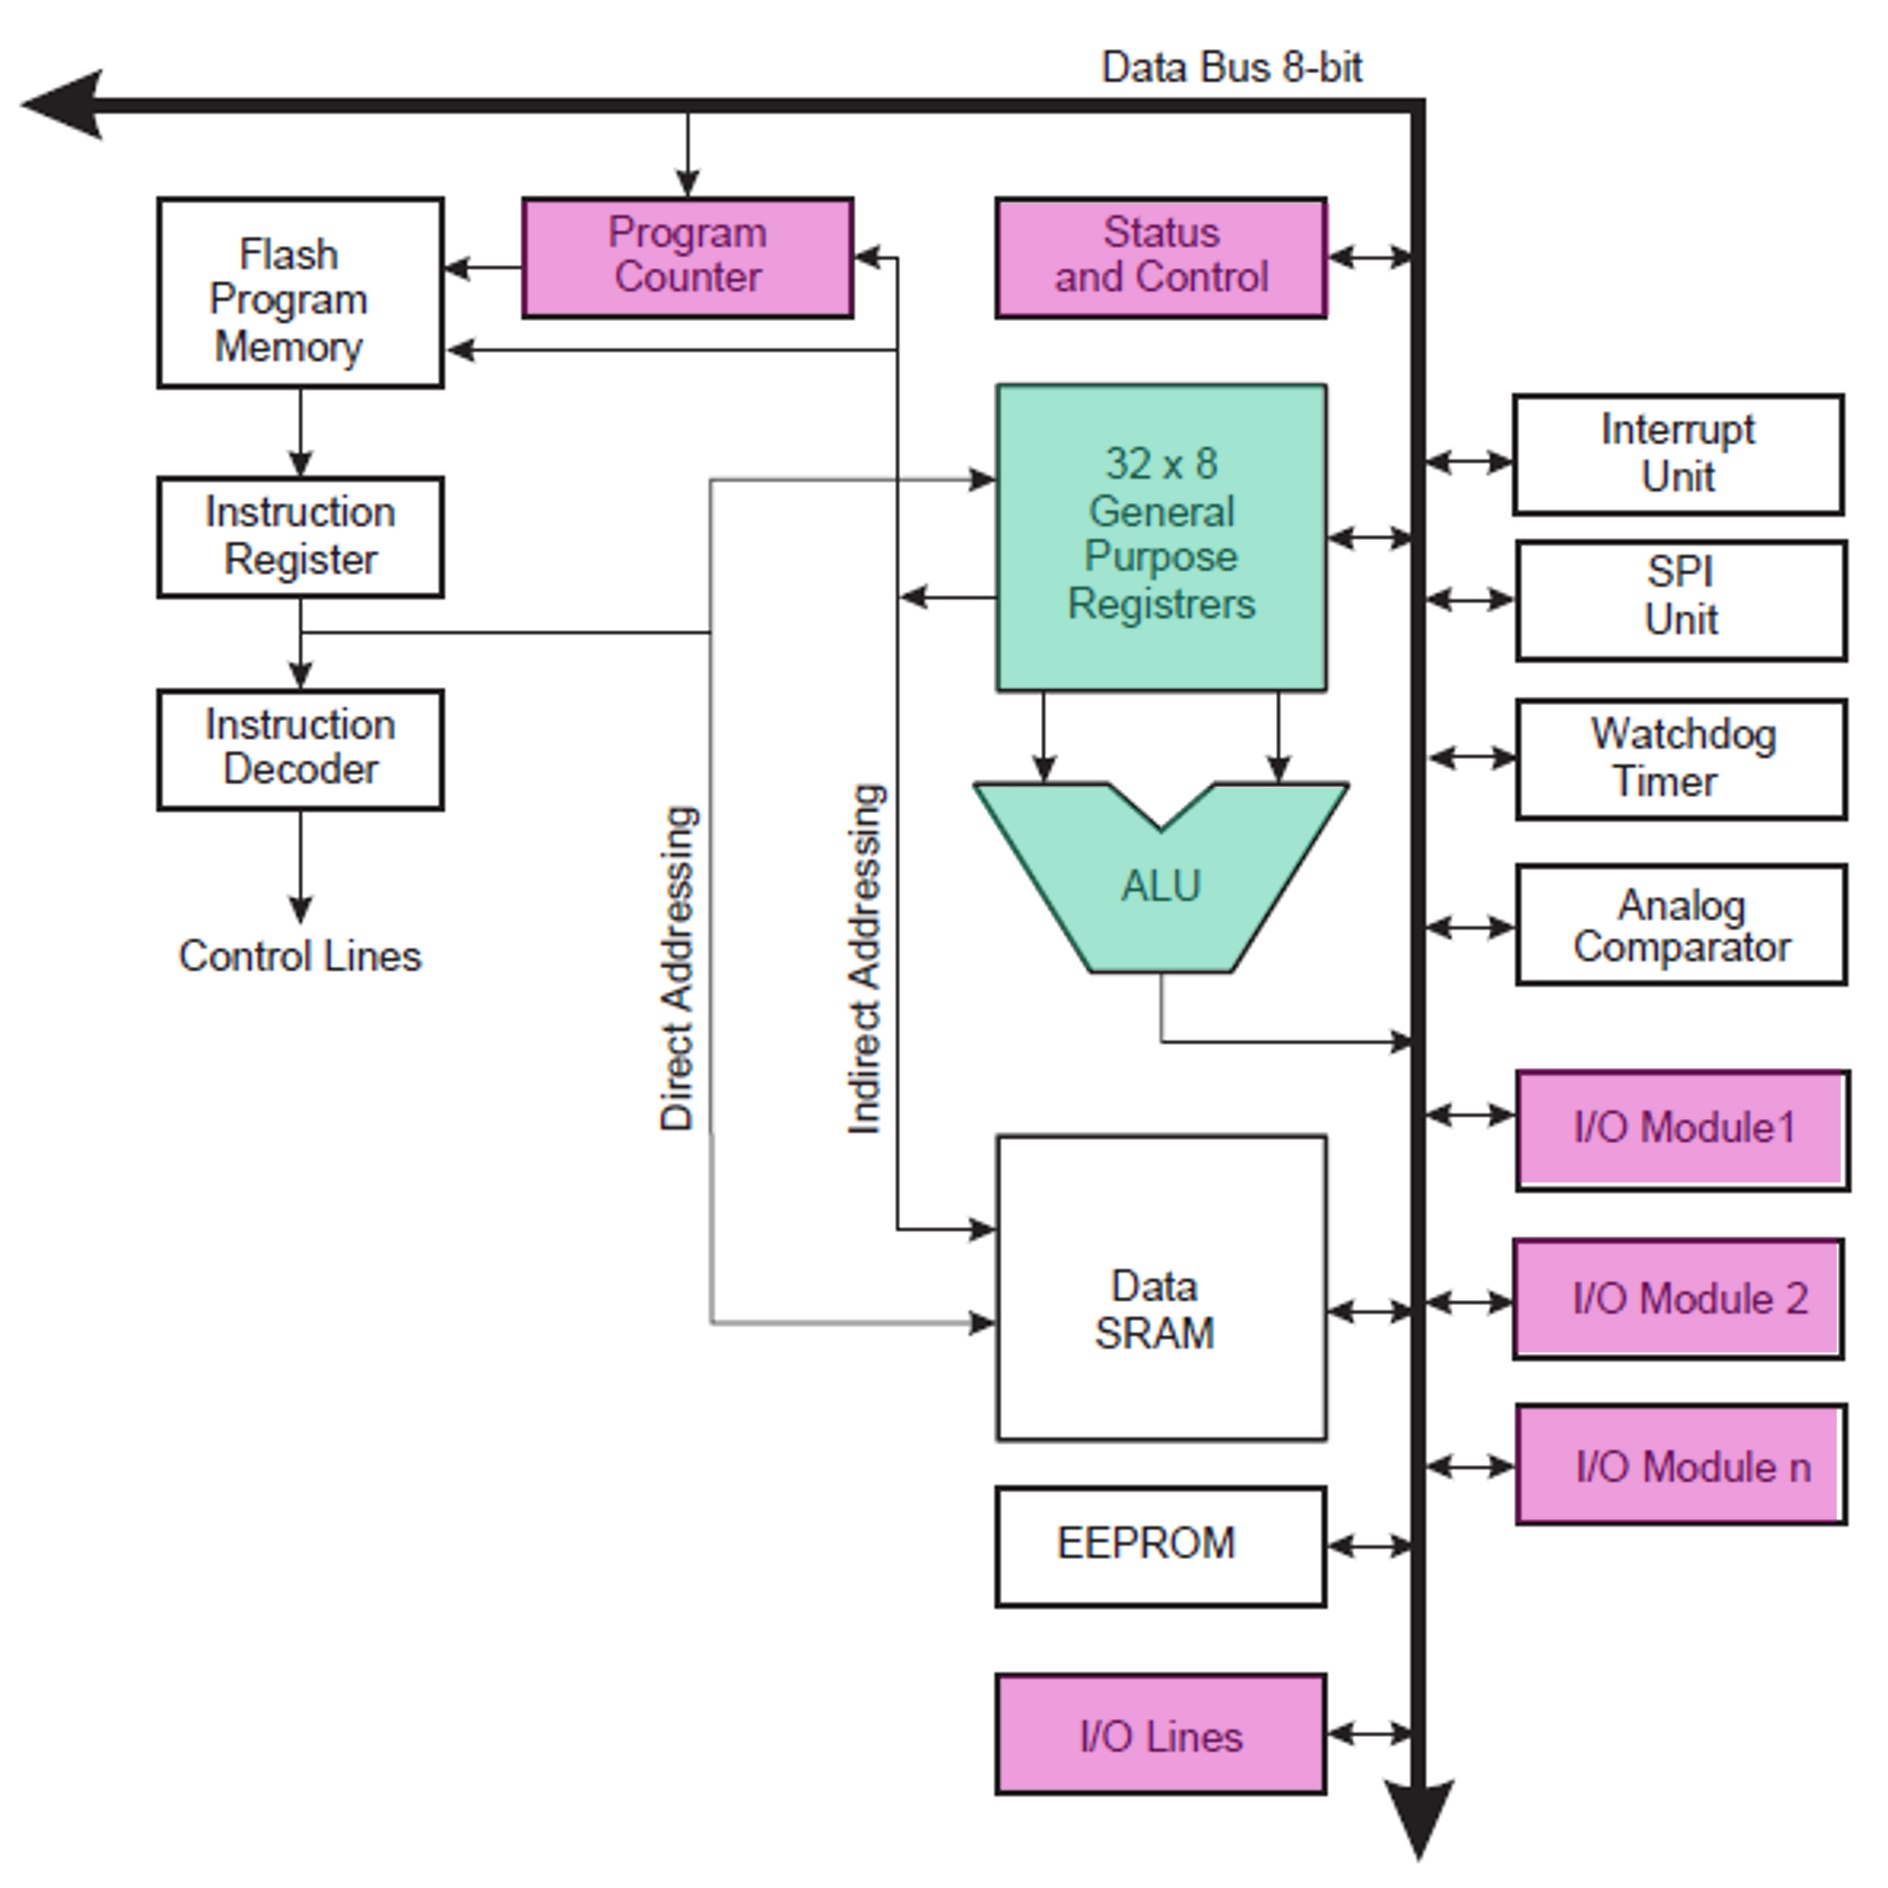 Data Bus 8-bit
Flash
Program
Memory
Program
Counter
Status
and Control
32 x 8
General
Purpose
Registrers
Instruction
Register
Instruction
Decoder
Control Lines
Direct Addressing
Indirect Addressing
ALU
Data
SRAM
EEPROM
I/O Lines
Interrupt
Unit
SPI
Unit
Watchdog
Timer
Analog
Comparator
I/O Module1
I/O Module 2
I/O Module n